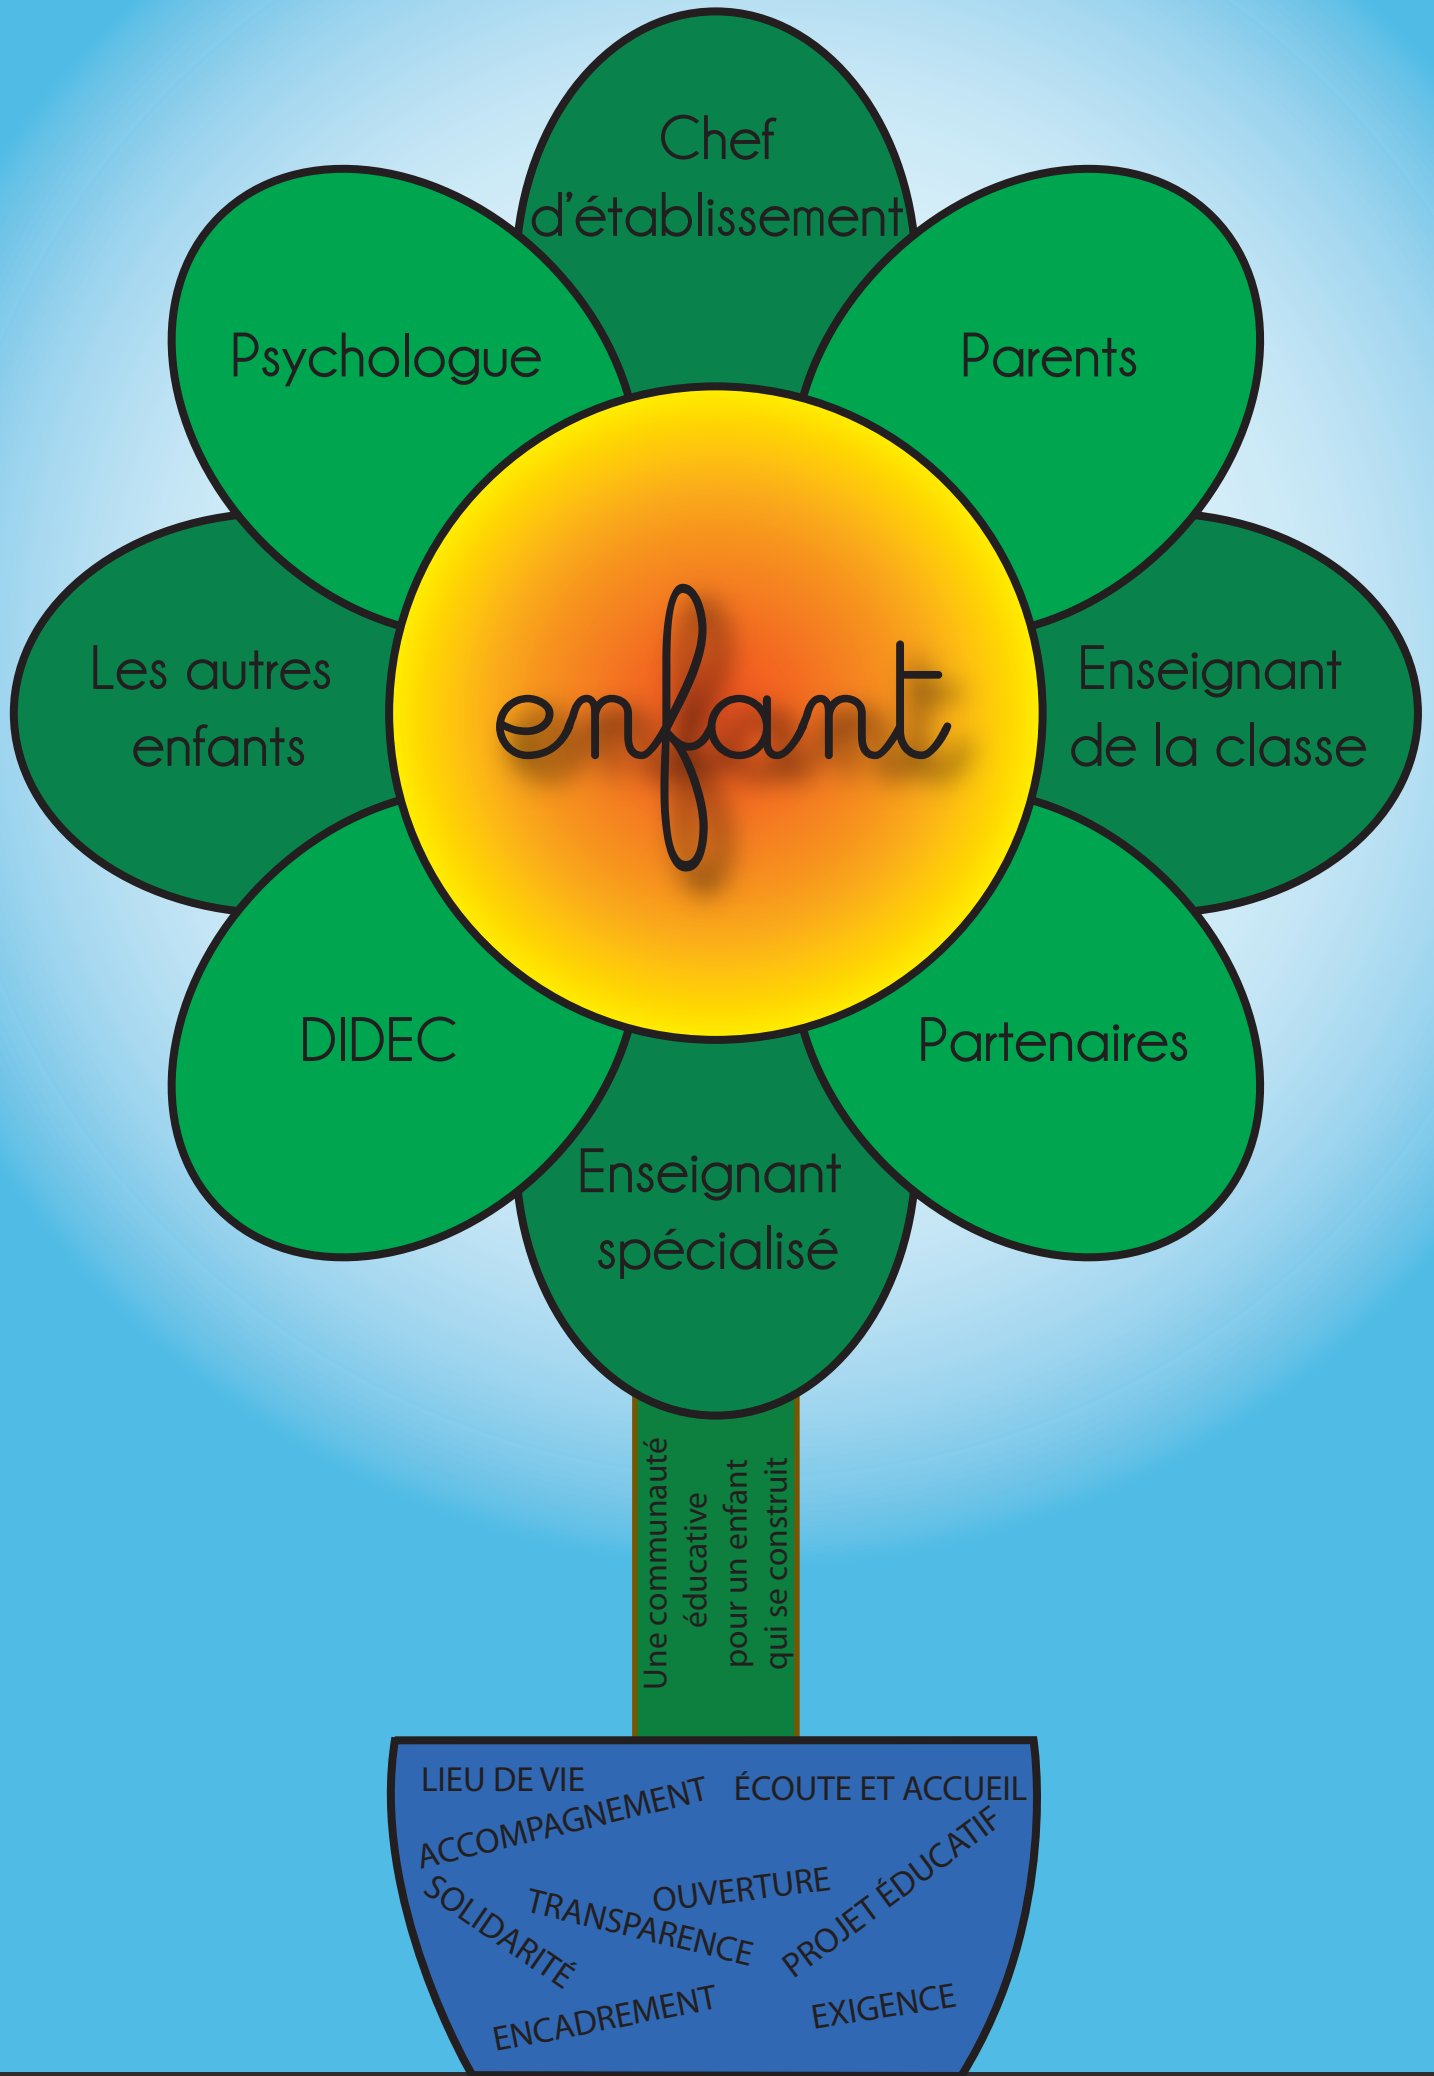 Chef
d'établissement
Psychologue
Parents
Les autres
enfants
enfant
Enseignant
de la classe
DIDEC
Partenaires
Enseignant
spécialisé
Une communauté
éducative
pour un enfant
qui se construit
LIEU DE VIE
ÉCOUTE ET ACCUEIL
ACCOMPAGNEMENT
PROJET ÉDUCATIF
OUVERTURE
SOLIDARITÉ
TRANSPARENCE
ENCADREMENT
EXIGENCE